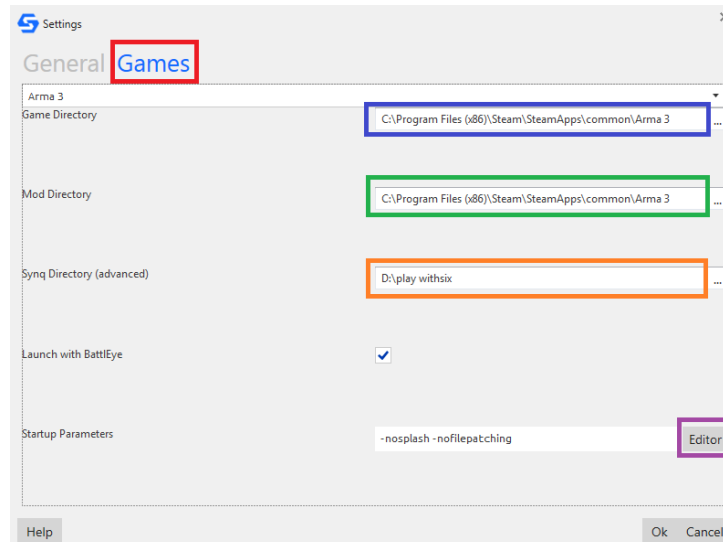 Settings
General Games
Arma 3
Game Directory C:\Program Files (x86)\Steam\SteamApps\common\Arma 3 ...
Mod Directory C:\Program Files (x86)\Steam\SteamApps\common\Arma 3 ...
Synq Directory (advanced) D:\play withsix ...
Launch with BattlEye
Startup Parameters -nosplash -nofilepatching Editor
Help Ok Cancel